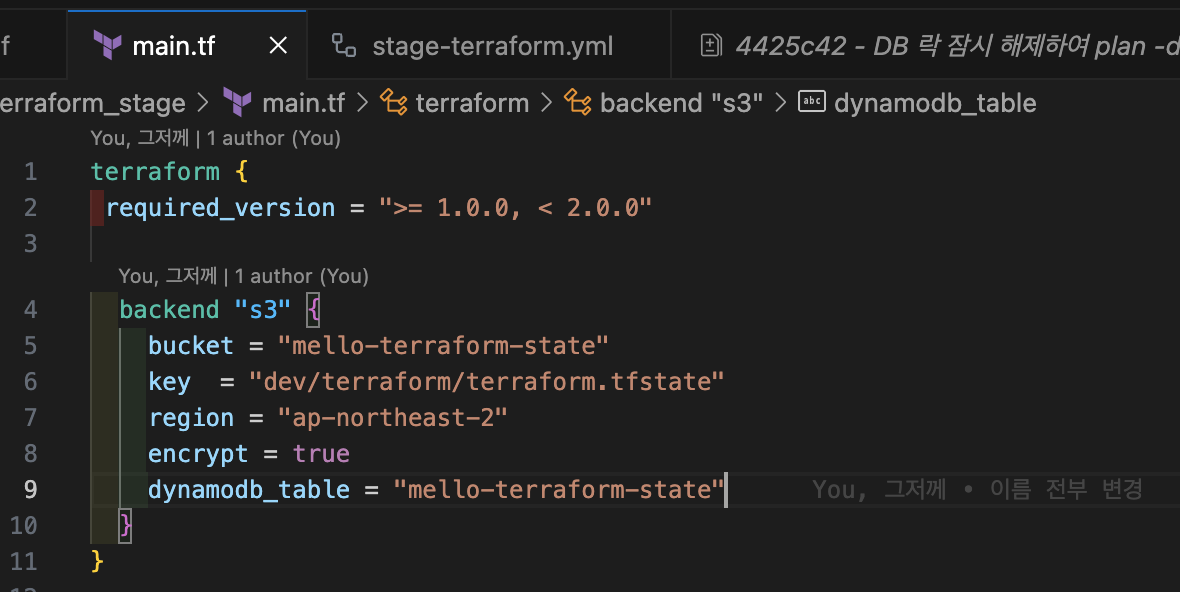 f main.tf stage-terraform.yml 4425c42 - DB 락 잠시 해제하여 plan -d
erraform_stage > main.tf > terraform > backend "s3" > abc dynamodb_table
You, 그저께 | 1 author (You)
1 terraform {
2 required_version = ">= 1.0.0, < 2.0.0"
3
You, 그저께 | 1 author (You)
4 backend "s3" {
5 bucket = "mello-terraform-state"
6 key  = "dev/terraform/terraform.tfstate"
7 region = "ap-northeast-2"
8 encrypt = true
9 dynamodb_table = "mello-terraform-state" You, 그저께 • 이름 전부 변경
10 }
11 }